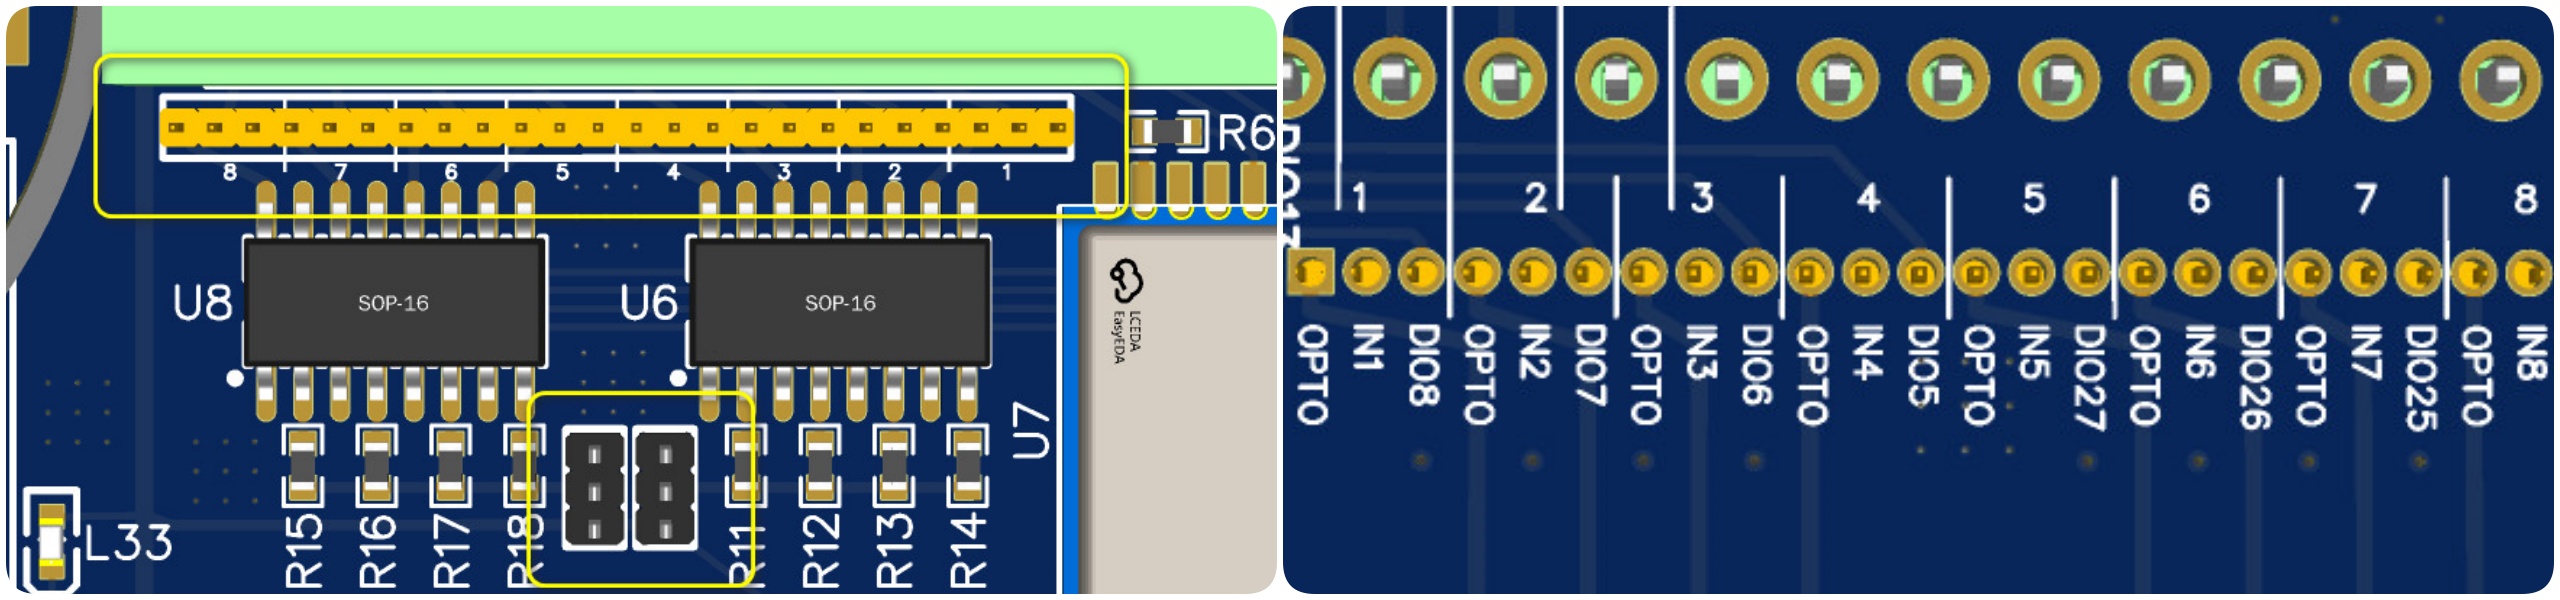 R6
8 7 6 5 4 3 2 1
U8
SOP-16
U6
SOP-16
LCEDA
EasyEDA
U7
L33
R15
R16
R17
R18
R11
R12
R13
R14
1 2 3 4 5 6 7 8
OPTO
IN1
DIO8
OPTO
IN2
DIO7
OPTO
IN3
DIO6
OPTO
IN4
DIO5
OPTO
IN5
DIO27
OPTO
IN6
DIO26
OPTO
IN7
DIO25
OPTO
IN8